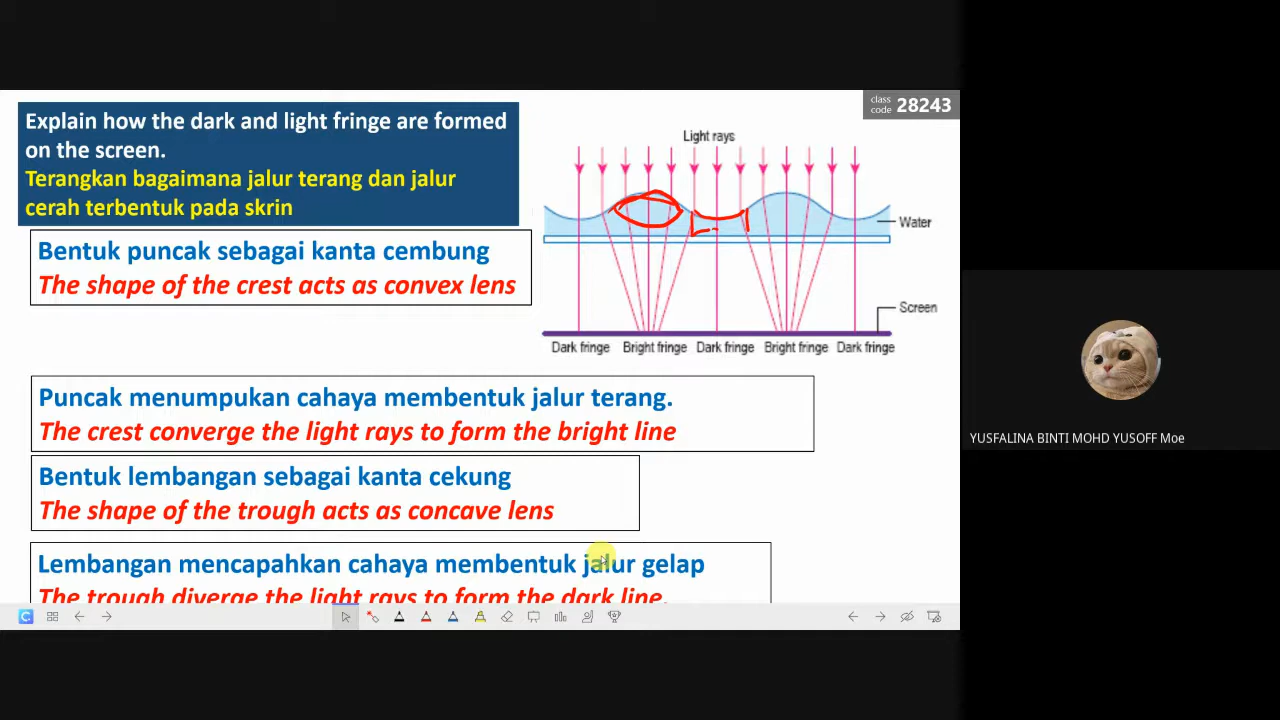 class
code 28243
Explain how the dark and light fringe are formed
on the screen.
Terangkan bagaimana jalur terang dan jalur
cerah terbentuk pada skrin
Light rays
Water
Screen
Dark fringe Bright fringe Dark fringe Bright fringe Dark fringe
Bentuk puncak sebagai kanta cembung
The shape of the crest acts as convex lens
Puncak menumpukan cahaya membentuk jalur terang.
The crest converge the light rays to form the bright line
Bentuk lembangan sebagai kanta cekung
The shape of the trough acts as concave lens
Lembangan mencapahkan cahaya membentuk jalur gelap
The trough diverge the light rays to form the dark line.
YUSFALINA BINTI MOHD YUSOFF Moe